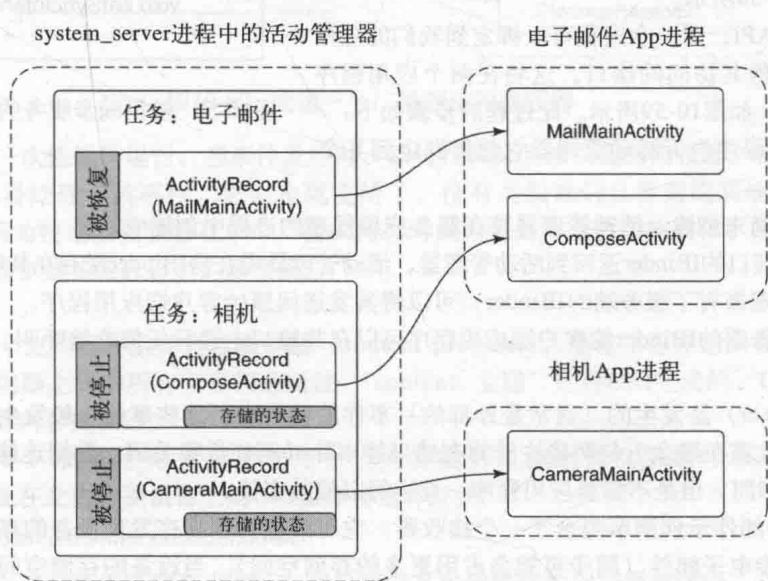 system_server进程中的活动管理器
任务：电子邮件
被恢复
ActivityRecord
(MailMainActivity)
任务：相机
被停止
ActivityRecord
(ComposeActivity)
存储的状态
被停止
ActivityRecord
(CameraMainActivity)
存储的状态
电子邮件App进程
MailMainActivity
ComposeActivity
相机App进程
CameraMainActivity